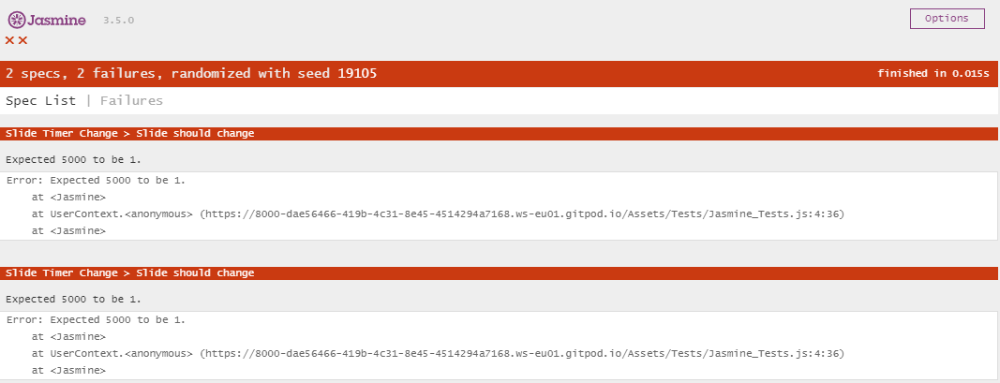 Jasmine 3.5.0 Options
××
2 specs, 2 failures, randomized with seed 19105 finished in 0.015s
Spec List | Failures
Slide Timer Change > Slide should change
Expected 5000 to be 1.
Error: Expected 5000 to be 1.
at <Jasmine>
at UserContext.<anonymous> (https://8000-dae56466-419b-4c31-8e45-4514294a7168.ws-eu01.gitpod.io/Assets/Tests/Jasmine_Tests.js:4:36)
at <Jasmine>
Slide Timer Change > Slide should change
Expected 5000 to be 1.
Error: Expected 5000 to be 1.
at <Jasmine>
at UserContext.<anonymous> (https://8000-dae56466-419b-4c31-8e45-4514294a7168.ws-eu01.gitpod.io/Assets/Tests/Jasmine_Tests.js:4:36)
at <Jasmine>